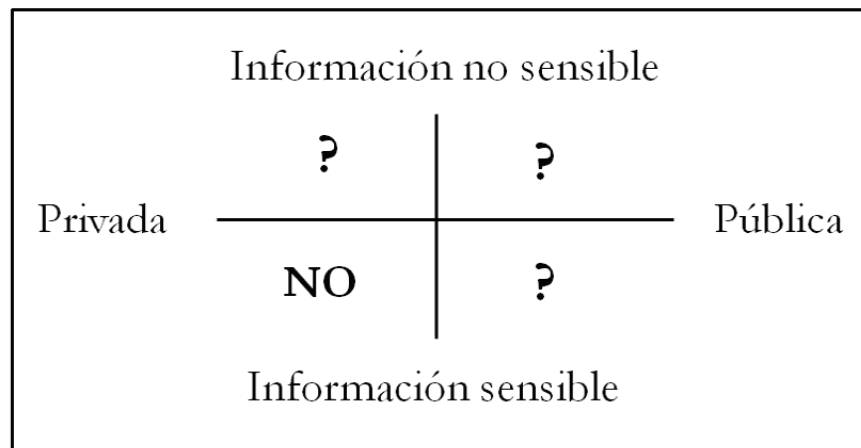 Información no sensible
? ?
Privada Pública
NO ?
Información sensible